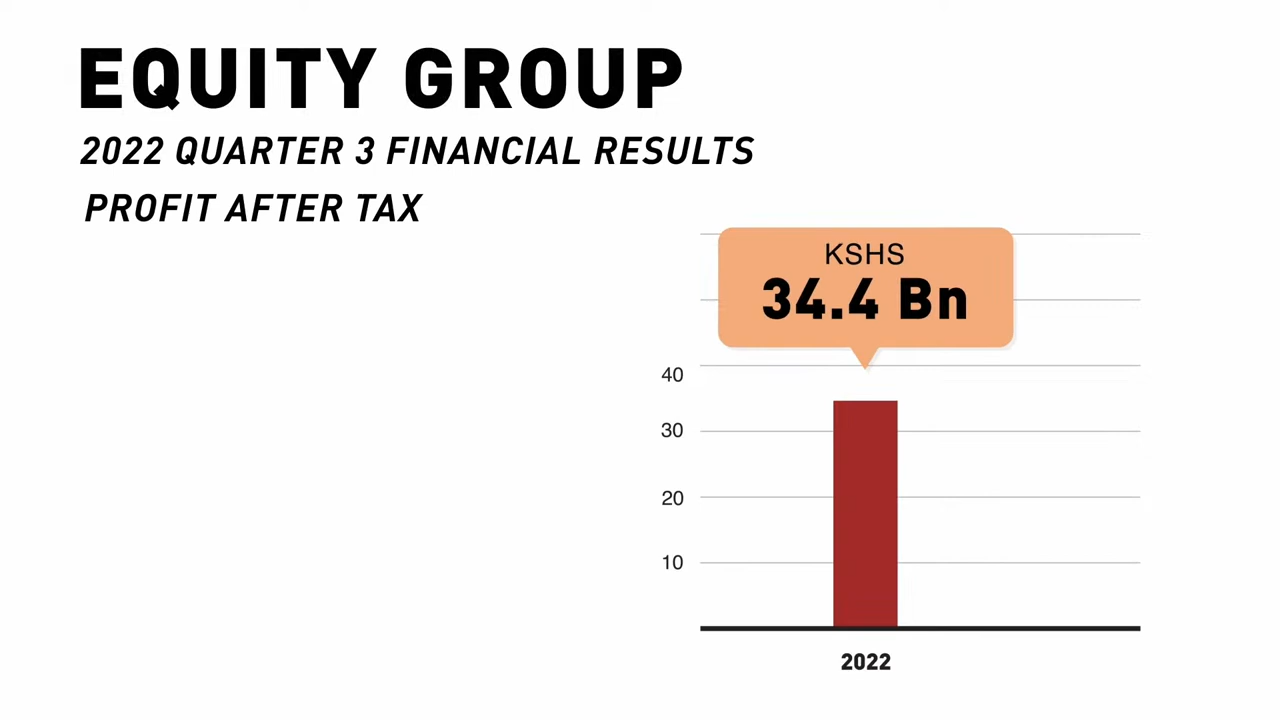 EQUITY GROUP
2022 QUARTER 3 FINANCIAL RESULTS
PROFIT AFTER TAX
KSHS
34.4 Bn
40
30
20
10
2022